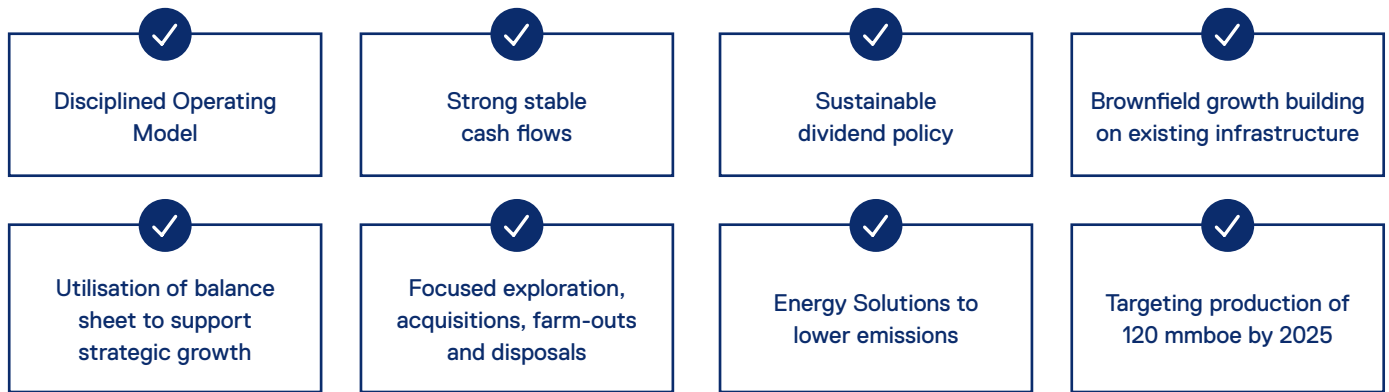 Disciplined Operating
Model
Strong stable
cash flows
Sustainable
dividend policy
Brownfield growth building
on existing infrastructure
Utilisation of balance
sheet to support
strategic growth
Focused exploration,
acquisitions, farm-outs
and disposals
Energy Solutions to
lower emissions
Targeting production of
120 mmboe by 2025